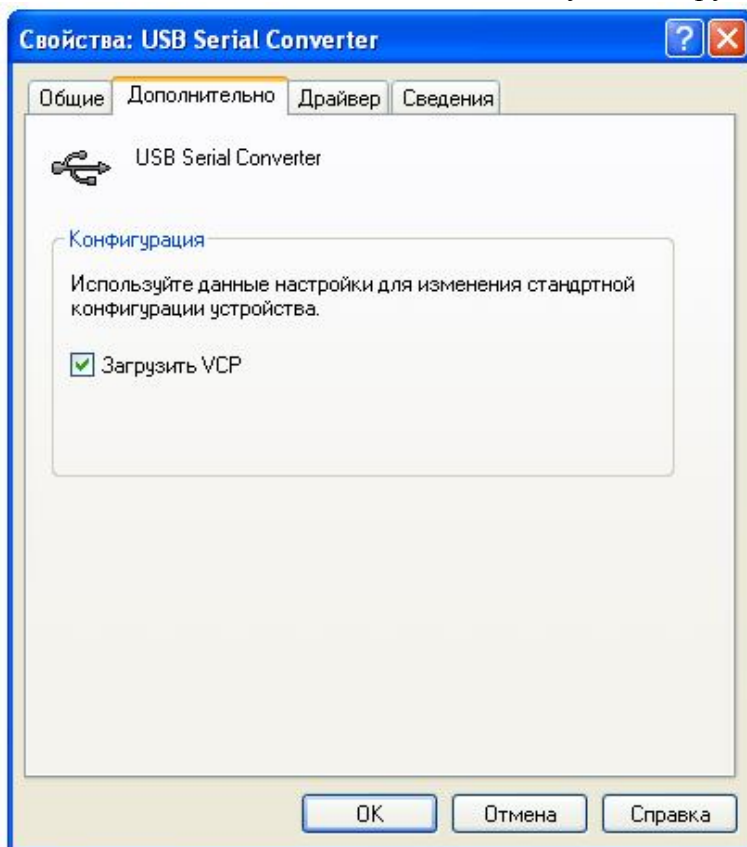 Свойства: USB Serial Converter
Общие Дополнительно Драйвер Сведения
USB Serial Converter
Конфигурация
Используйте данные настройки для изменения стандртной
конфигурации устройства.
Загрузить VCP
OK Отмена Справка